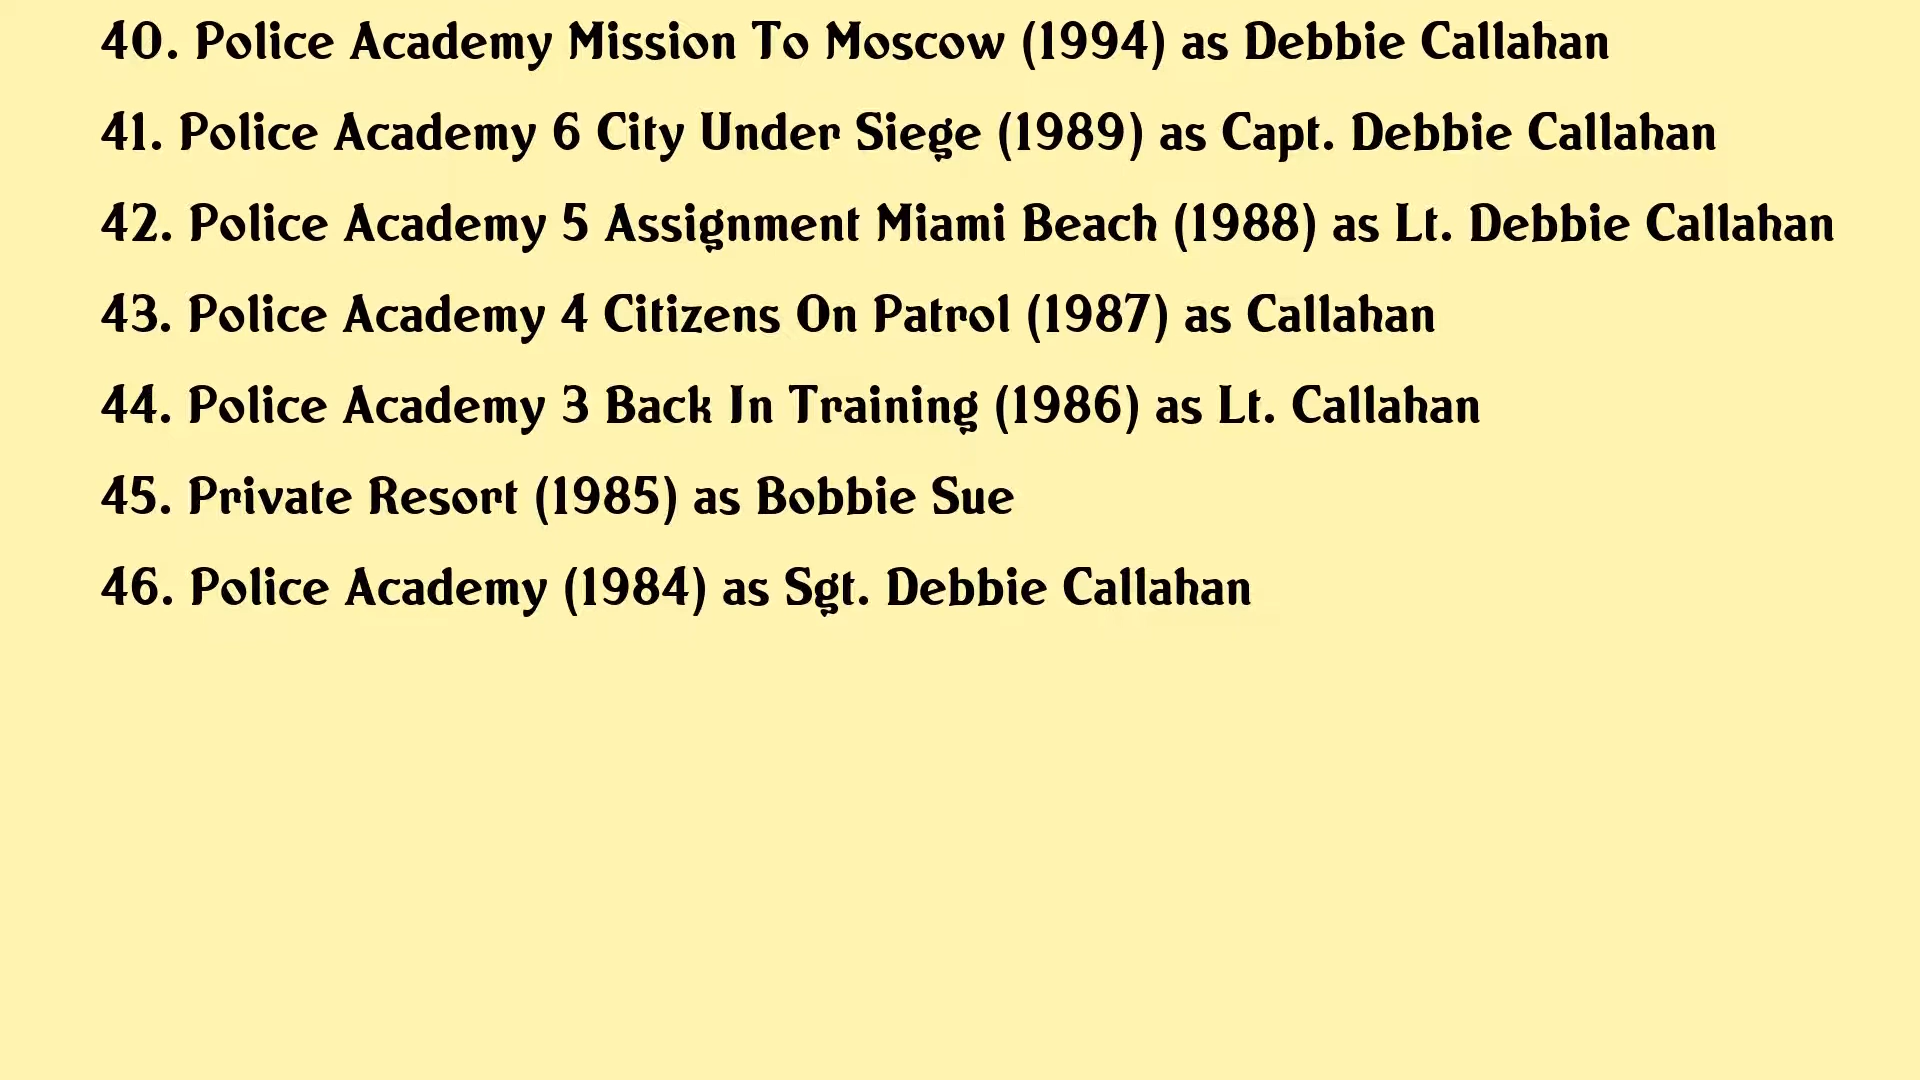 40. Police Academy Mission To Moscow (1994) as Debbie Callahan
41. Police Academy 6 City Under Siege (1989) as Capt. Debbie Callahan
42. Police Academy 5 Assignment Miami Beach (1988) as Lt. Debbie Callahan
43. Police Academy 4 Citizens On Patrol (1987) as Callahan
44. Police Academy 3 Back In Training (1986) as Lt. Callahan
45. Private Resort (1985) as Bobbie Sue
46. Police Academy (1984) as Sgt. Debbie Callahan